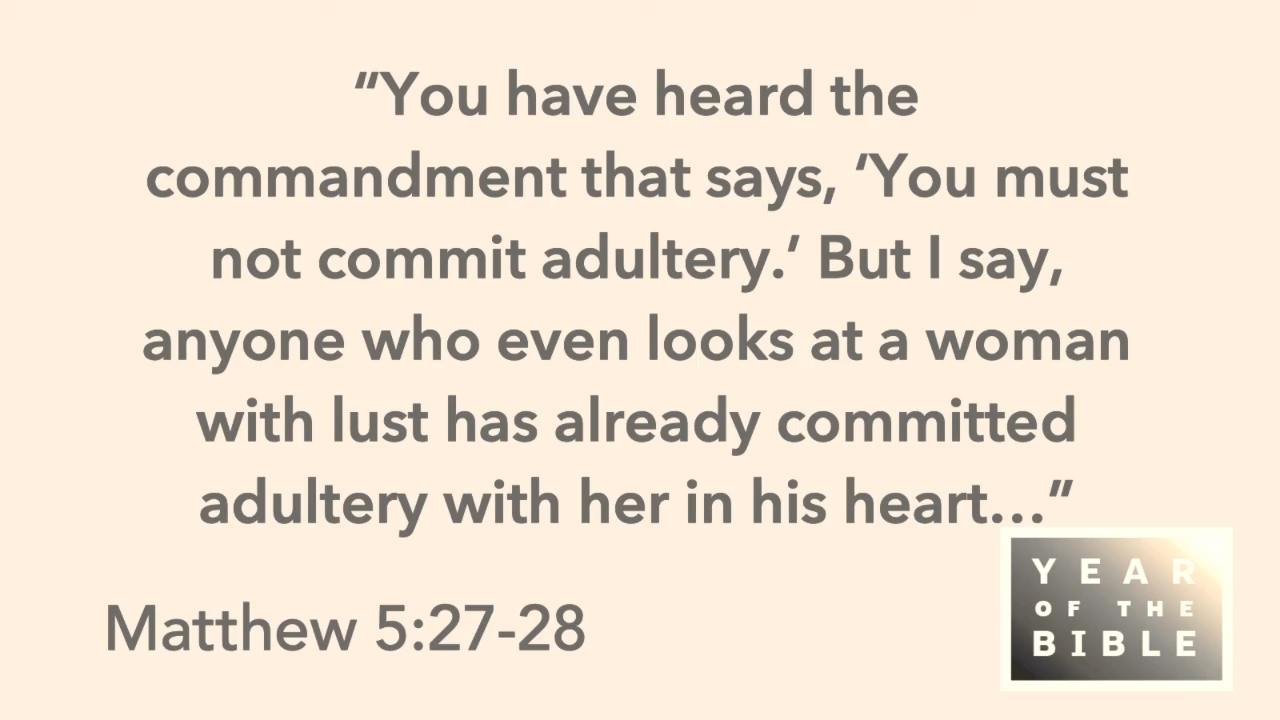 “You have heard the
commandment that says, ‘You must
not commit adultery.’ But I say,
anyone who even looks at a woman
with lust has already committed
adultery with her in his heart...”
Matthew 5:27-28
YEAR
OF THE
BIBLE